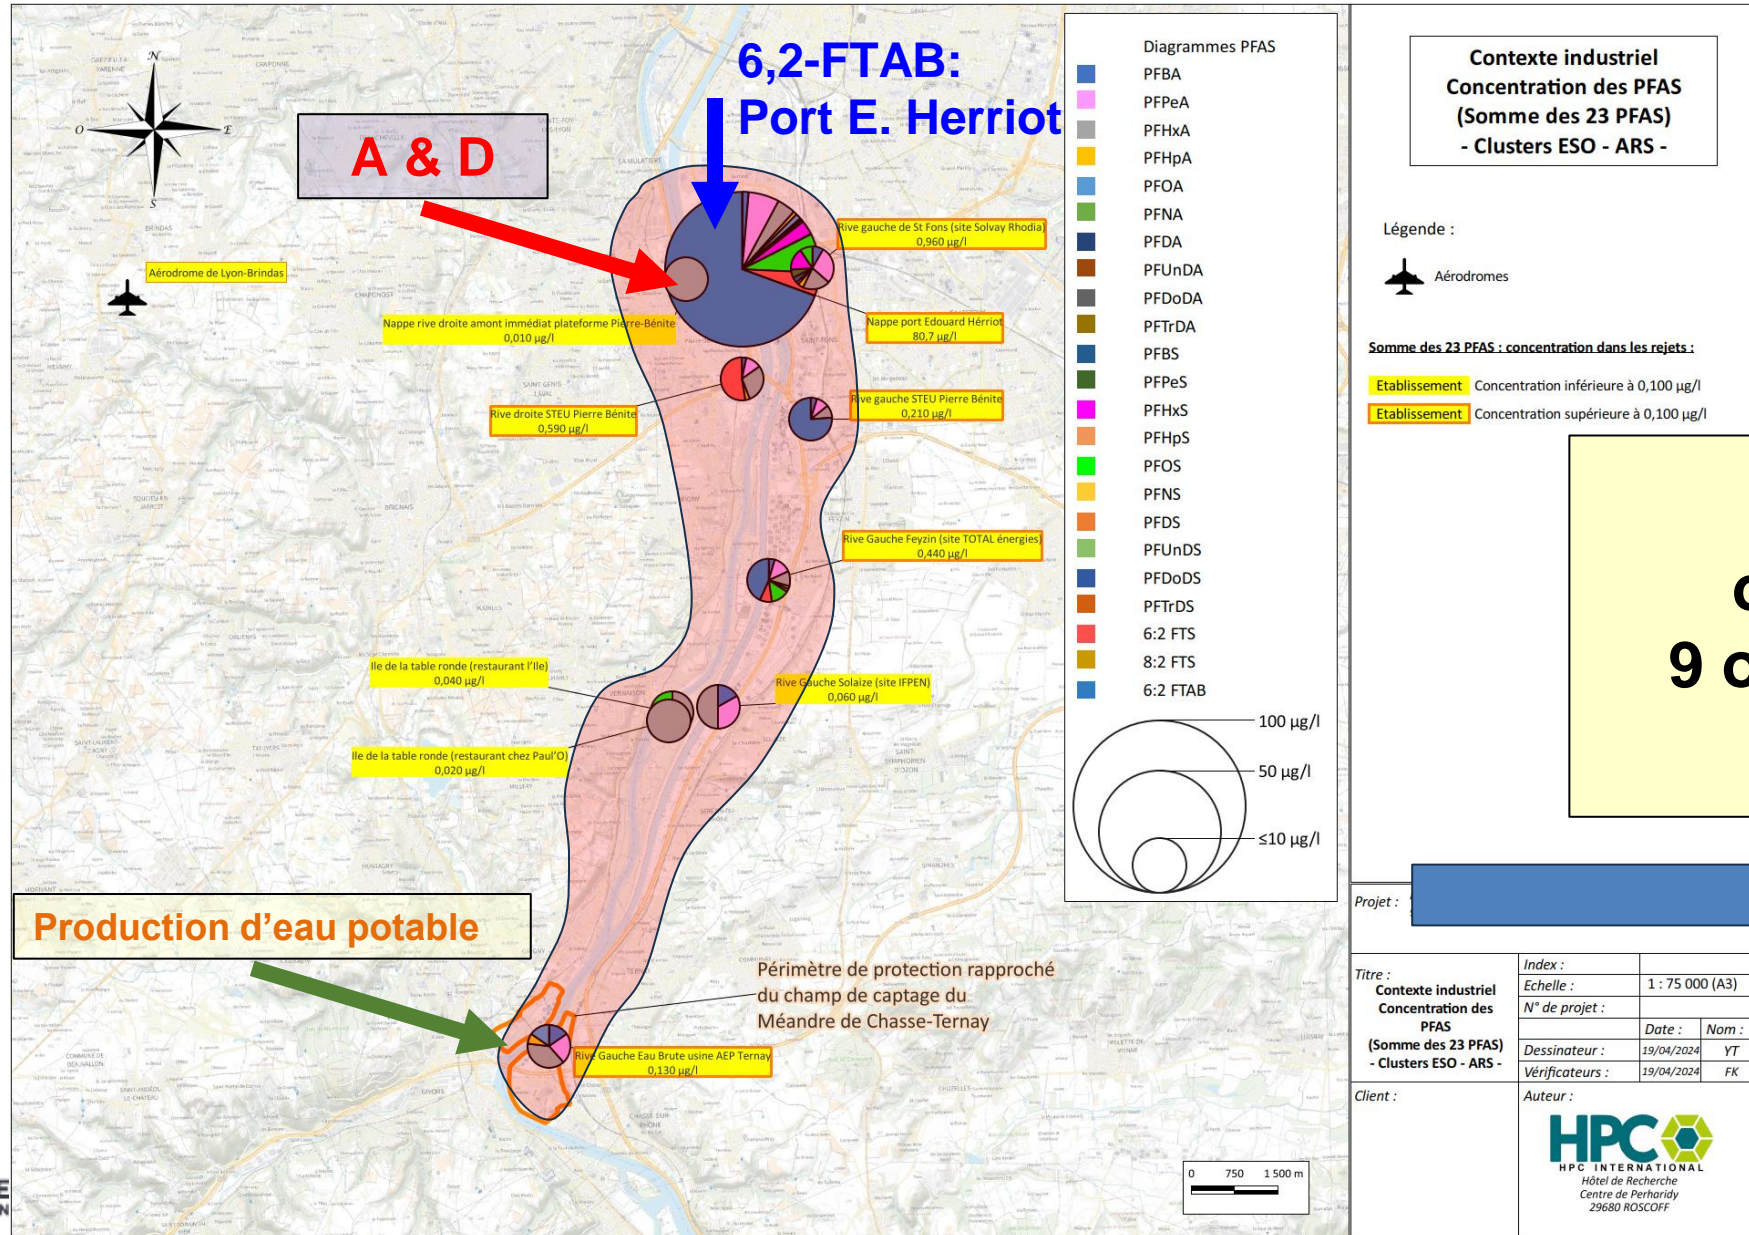 6,2-FTAB:
Port E. Herriot
A & D
N
O
E
S
Aérodrome de Lyon-Brindas
Rive gauche de St Fons (site Solvay Rhodia)
0,960 µg/l
Nappe rive droite amont immédiat plateforme Pierre-Bénite
0,010 µg/l
Nappe port Edouard Hérriot
80,7 µg/l
Rive droite STEU Pierre Bénite
0,590 µg/l
Rive gauche STEU Pierre Bénite
0,210 µg/l
Rive Gauche Feyzin (site TOTAL énergies)
0,440 µg/l
Ile de la table ronde (restaurant l'Ile)
0,040 µg/l
Rive Gauche Solaize (site IFPEN)
0,060 µg/l
Ile de la table ronde (restaurant chez Paul'O)
0,020 µg/l
Production d'eau potable
Périmètre de protection rapproché
du champ de captage du
Méandre de Chasse-Ternay
Rive Gauche Eau Brute usine AEP Ternay
0,130 µg/l
Diagrammes PFAS
PFBA
PFPeA
PFHxA
PFHpA
PFOA
PFNA
PFDA
PFUnDA
PFDoDA
PFTrDA
PFBS
PFPeS
PFHxS
PFHpS
PFOS
PFNS
PFDS
PFUnDS
PFDoDS
PFTrDS
6:2 FTS
8:2 FTS
6:2 FTAB
100 µg/l
50 µg/l
≤10 µg/l
0 750 1 500 m
Contexte industriel
Concentration des PFAS
(Somme des 23 PFAS)
- Clusters ESO - ARS -
Légende :
Aérodromes
Somme des 23 PFAS : concentration dans les rejets :
Etablissement Concentration inférieure à 0,100 µg/l
Etablissement Concentration supérieure à 0,100 µg/l
9
Projet :
Titre :
Contexte industriel
Concentration des
PFAS
(Somme des 23 PFAS)
- Clusters ESO - ARS -
Index :
Echelle : 1 : 75 000 (A3)
N° de projet :
Date : Nom :
Dessinateur : 19/04/2024 YT
Vérificateurs : 19/04/2024 FK
Client :
Auteur :
HPC
HPC INTERNATIONAL
Hôtel de Recherche
Centre de Perharidy
29680 ROSCOFF